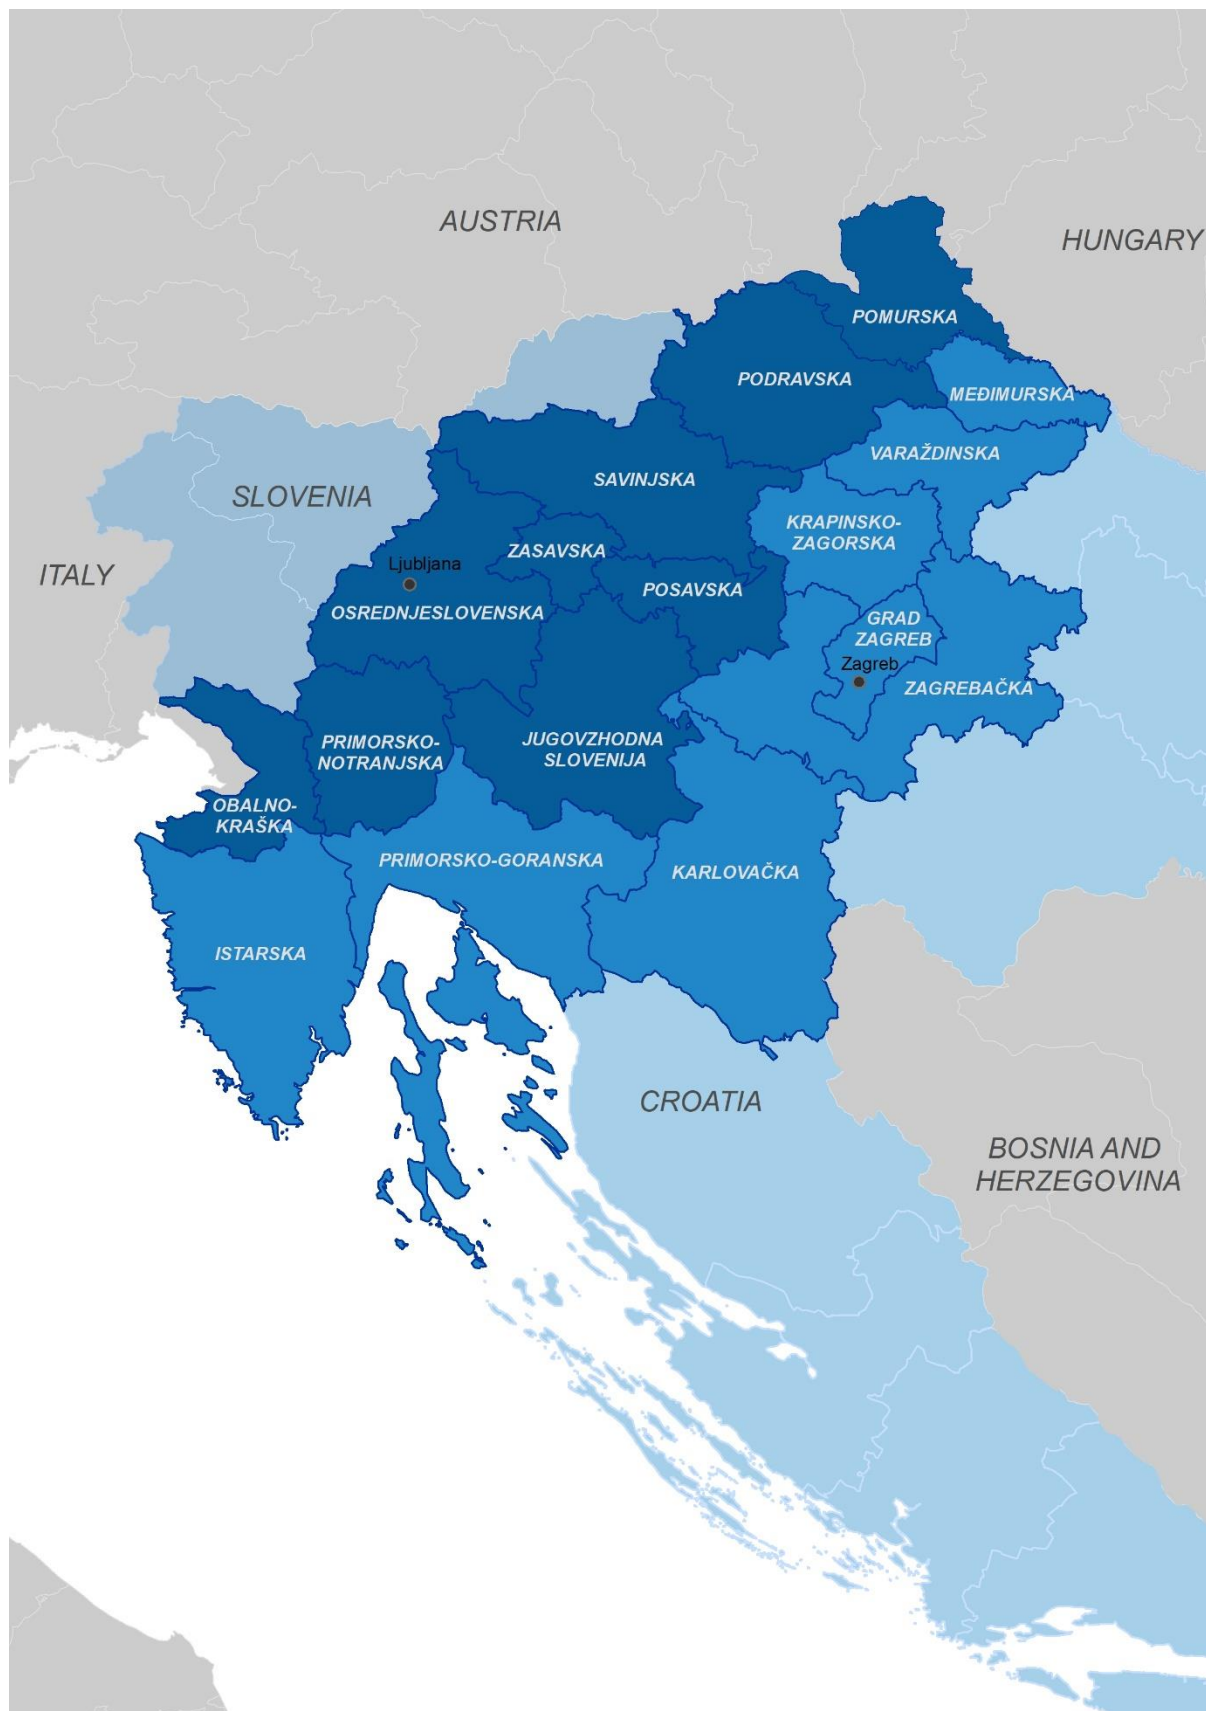 AUSTRIA
HUNGARY
POMURSKA
PODRAVSKA
MEĐIMURSKA
VARAŽDINSKA
SAVINJSKA
SLOVENIA
KRAPINSKO-
ZAGORSKA
ZASAVSKA
ITALY
Ljubljana
POSAVSKA
OSREDNJESLOVENSKA
GRAD
ZAGREB
Zagreb
ZAGREBAČKA
PRIMORSKO-
NOTRANJSKA
JUGOVZHODNA
SLOVENIJA
OBALNO-
KRAŠKA
PRIMORSKO-GORANSKA
KARLOVAČKA
ISTARSKA
CROATIA
BOSNIA AND
HERZEGOVINA